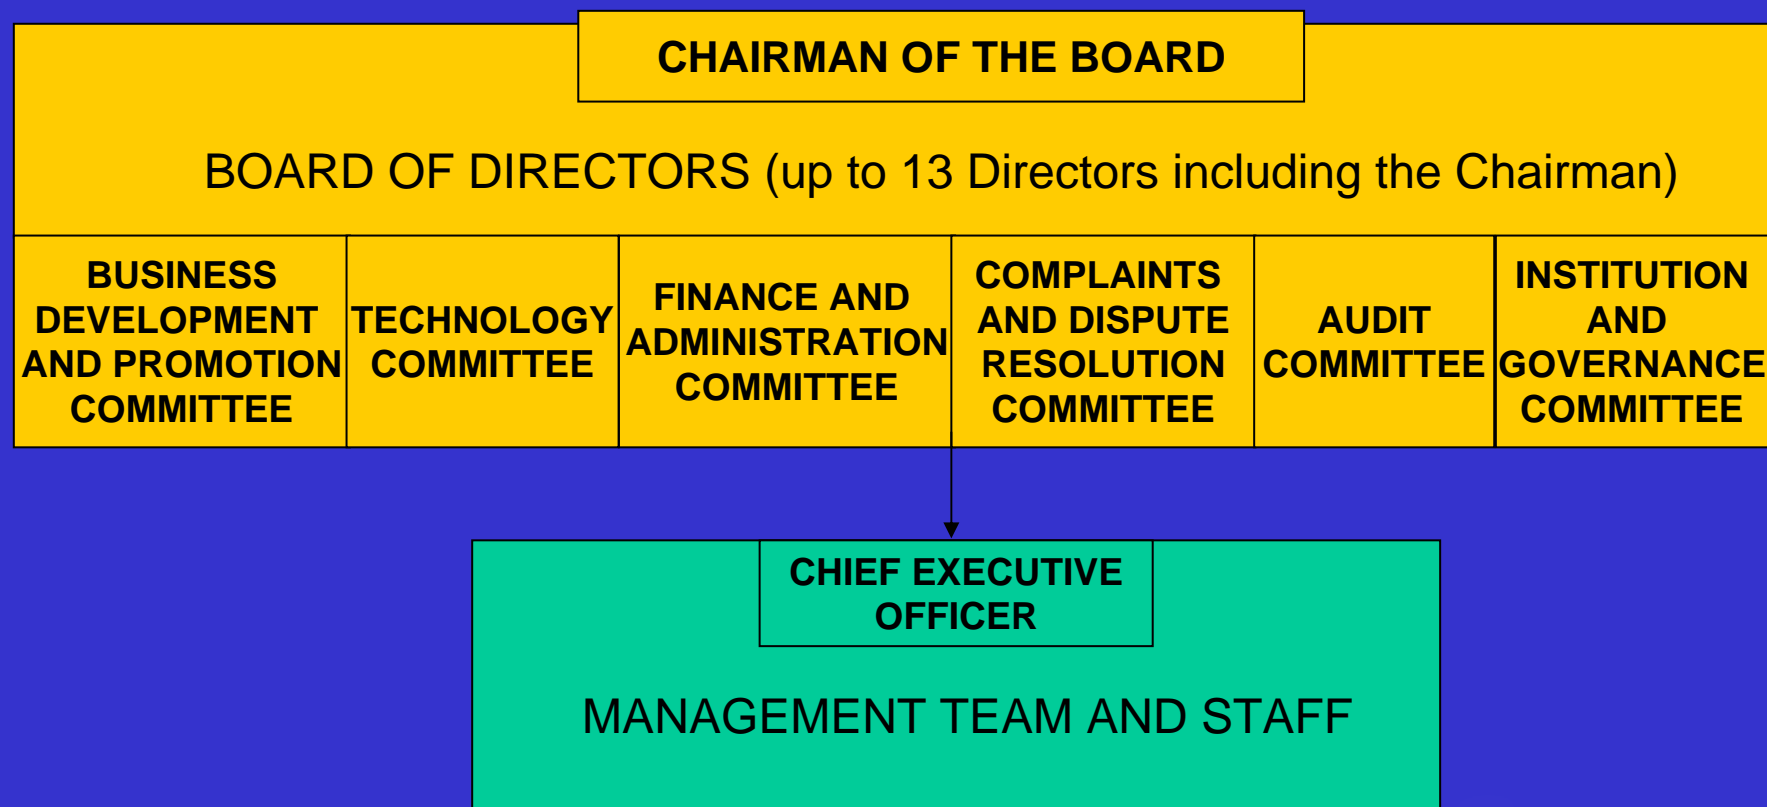 CHAIRMAN OF THE BOARD
BOARD OF DIRECTORS (up to 13 Directors including the Chairman)
BUSINESS
DEVELOPMENT
AND PROMOTION
COMMITTEE
TECHNOLOGY
COMMITTEE
FINANCE AND
ADMINISTRATION
COMMITTEE
COMPLAINTS
AND DISPUTE
RESOLUTION
COMMITTEE
AUDIT
COMMITTEE
INSTITUTION
AND
GOVERNANCE
COMMITTEE
CHIEF EXECUTIVE
OFFICER
MANAGEMENT TEAM AND STAFF